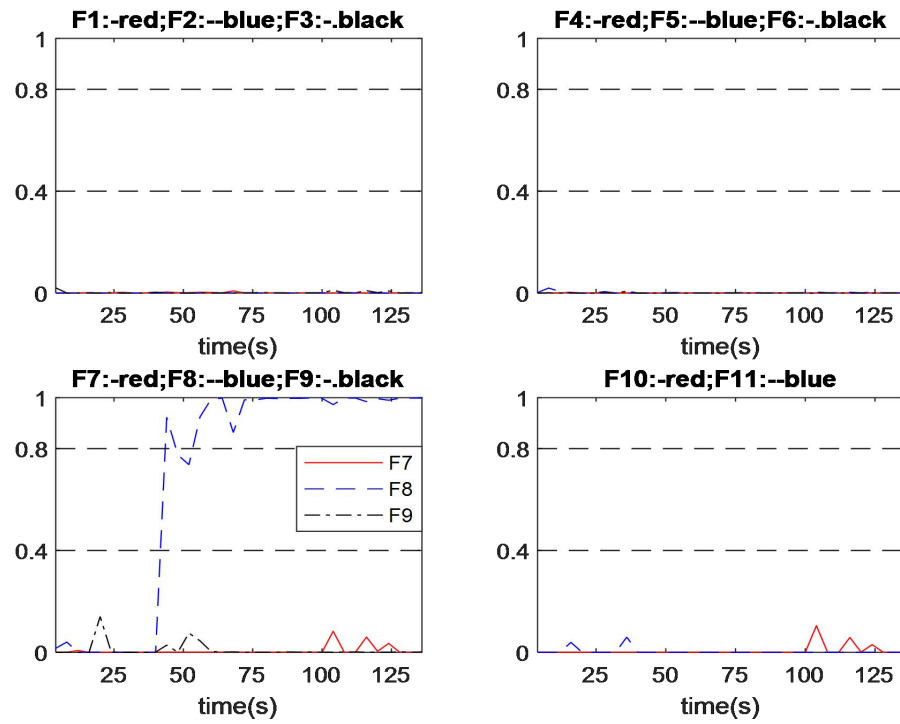 F1:-red;F2:--blue;F3:-.black
1
0.8
0.4
0
25 50 75 100 125
time(s)
F4:-red;F5:--blue;F6:-.black
1
0.8
0.4
0
25 50 75 100 125
time(s)
F7:-red;F8:--blue;F9:-.black
1
0.8
0.4
0
F7
F8
F9
25 50 75 100 125
time(s)
F10:-red;F11:--blue
1
0.8
0.4
0
25 50 75 100 125
time(s)